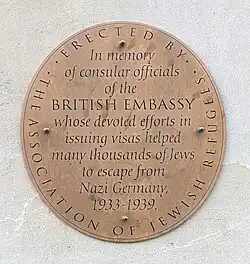 · ERECTED BY · THE ASSOCIATION OF JEWISH REFUGEES
In memory
of consular officials
of the
BRITISH EMBASSY
whose devoted efforts in
issuing visas helped
many thousands of Jews
to escape from
Nazi Germany,
1933-1939.